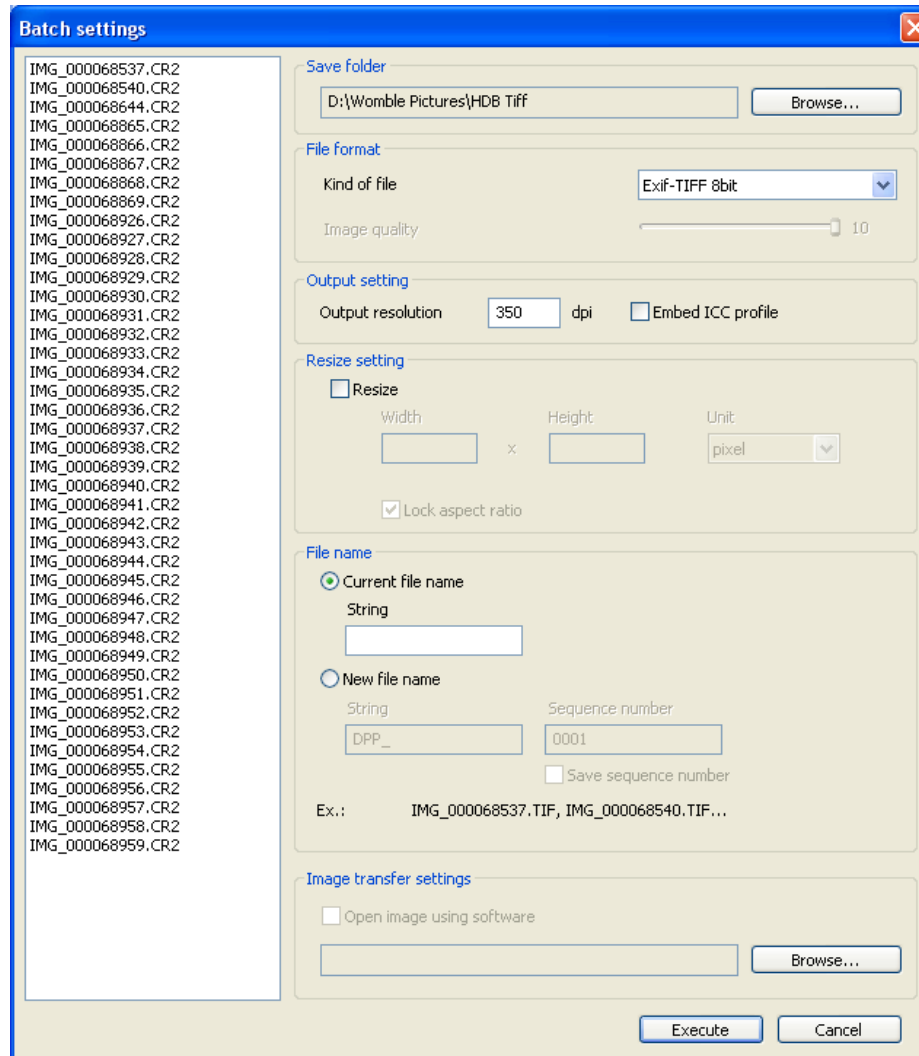 Batch settings
IMG_000068537.CR2
IMG_000068540.CR2
IMG_000068644.CR2
IMG_000068865.CR2
IMG_000068866.CR2
IMG_000068867.CR2
IMG_000068868.CR2
IMG_000068869.CR2
IMG_000068926.CR2
IMG_000068927.CR2
IMG_000068928.CR2
IMG_000068929.CR2
IMG_000068930.CR2
IMG_000068931.CR2
IMG_000068932.CR2
IMG_000068933.CR2
IMG_000068934.CR2
IMG_000068935.CR2
IMG_000068936.CR2
IMG_000068937.CR2
IMG_000068938.CR2
IMG_000068939.CR2
IMG_000068940.CR2
IMG_000068941.CR2
IMG_000068942.CR2
IMG_000068943.CR2
IMG_000068944.CR2
IMG_000068945.CR2
IMG_000068946.CR2
IMG_000068947.CR2
IMG_000068948.CR2
IMG_000068949.CR2
IMG_000068950.CR2
IMG_000068951.CR2
IMG_000068952.CR2
IMG_000068953.CR2
IMG_000068954.CR2
IMG_000068955.CR2
IMG_000068956.CR2
IMG_000068957.CR2
IMG_000068958.CR2
IMG_000068959.CR2
Save folder
D:\Womble Pictures\HDB Tiff Browse...
File format
Kind of file Exif-TIFF 8bit
Image quality 10
Output setting
Output resolution 350 dpi Embed ICC profile
Resize setting
Resize
Width Height Unit
x pixel
Lock aspect ratio
File name
Current file name
String
New file name
String Sequence number
DPP_ 0001
Save sequence number
Ex.: IMG_000068537.TIF, IMG_000068540.TIF...
Image transfer settings
Open image using software
Browse...
Execute Cancel